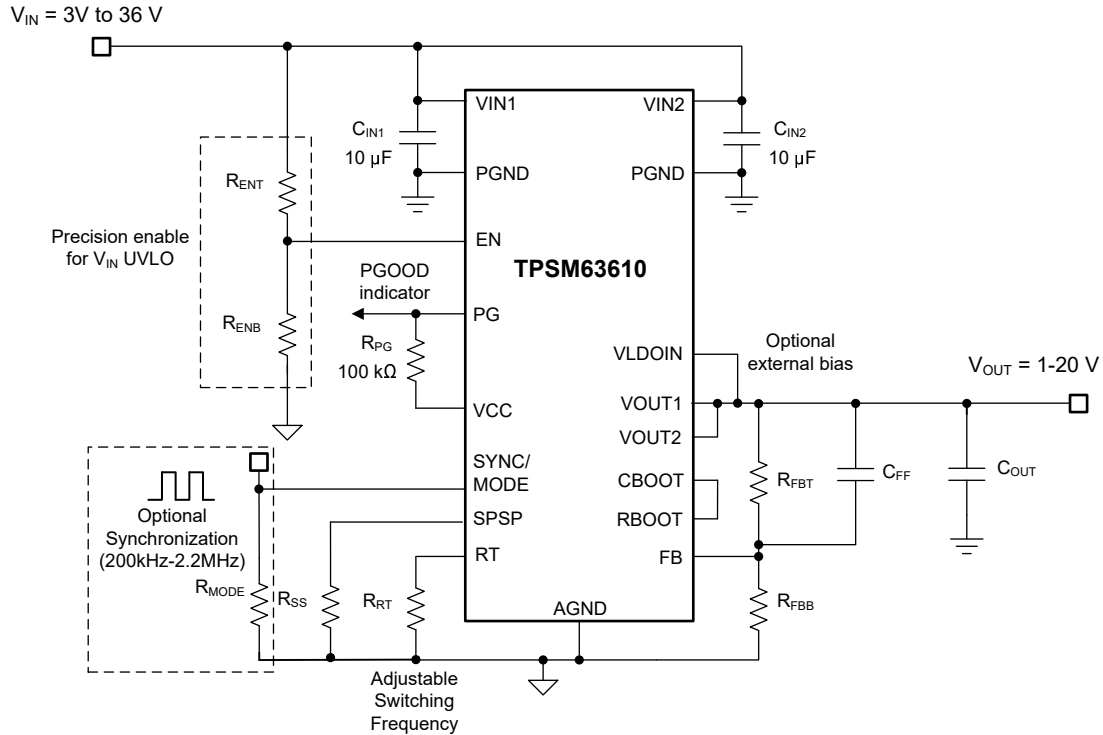 V_IN = 3V to 36 V
VIN1
VIN2
C_IN1
10 µF
C_IN2
10 µF
PGND
PGND
R_ENT
Precision enable
for V_IN UVLO
EN
TPSM63610
PGOOD
indicator
PG
R_ENB
R_PG
100 kΩ
VLDOIN
Optional
external bias
V_OUT = 1-20 V
VCC
VOUT1
VOUT2
SYNC/
MODE
CBOOT
R_FBT
C_FF
C_OUT
Optional
Synchronization
(200kHz-2.2MHz)
SPSP
RBOOT
RT
FB
R_MODE
R_SS
R_RT
AGND
R_FBB
Adjustable
Switching
Frequency